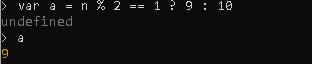 > var a = n % 2 == 1 ? 9 : 10
undefined
> a
9